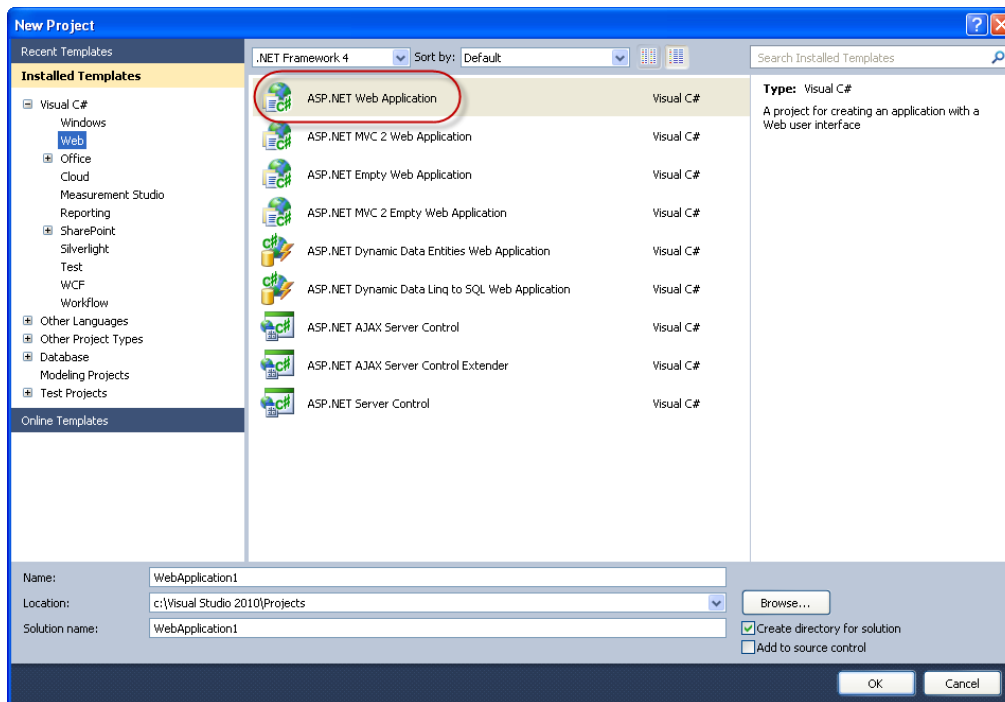 New Project
Recent Templates
Installed Templates
Visual C#
Windows
Web
Office
Cloud
Measurement Studio
Reporting
SharePoint
Silverlight
Test
WCF
Workflow
Other Languages
Other Project Types
Database
Modeling Projects
Test Projects
Online Templates
.NET Framework 4 Sort by: Default
ASP.NET Web Application Visual C#
ASP.NET MVC 2 Web Application Visual C#
ASP.NET Empty Web Application Visual C#
ASP.NET MVC 2 Empty Web Application Visual C#
ASP.NET Dynamic Data Entities Web Application Visual C#
ASP.NET Dynamic Data Linq to SQL Web Application Visual C#
ASP.NET AJAX Server Control Visual C#
ASP.NET AJAX Server Control Extender Visual C#
ASP.NET Server Control Visual C#
Search Installed Templates
Type: Visual C#
A project for creating an application with a
Web user interface
Name: WebApplication1
Location: c:\Visual Studio 2010\Projects Browse...
Solution name: WebApplication1
Create directory for solution
Add to source control
OK Cancel